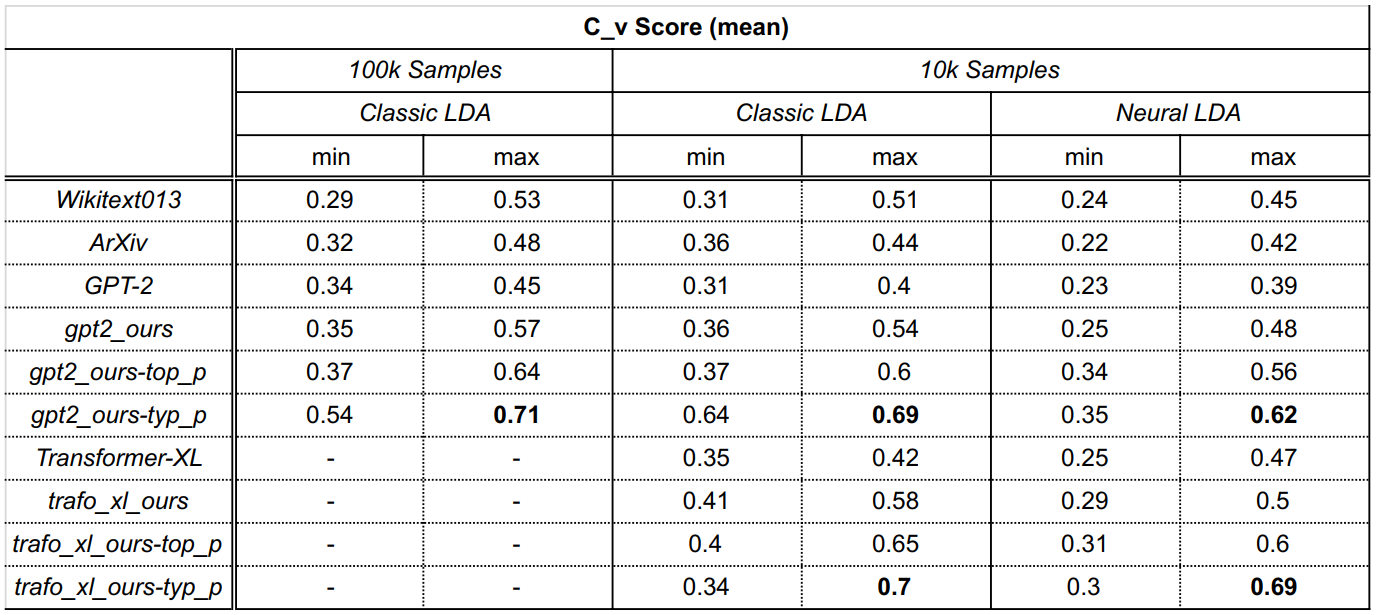 C_v Score (mean)
100k Samples 10k Samples
Classic LDA Classic LDA Neural LDA
min max min max min max
Wikitext013 0.29 0.53 0.31 0.51 0.24 0.45
ArXiv 0.32 0.48 0.36 0.44 0.22 0.42
GPT-2 0.34 0.45 0.31 0.4 0.23 0.39
gpt2_ours 0.35 0.57 0.36 0.54 0.25 0.48
gpt2_ours-top_p 0.37 0.64 0.37 0.6 0.34 0.56
gpt2_ours-typ_p 0.54 0.71 0.64 0.69 0.35 0.62
Transformer-XL - - 0.35 0.42 0.25 0.47
trafo_xl_ours - - 0.41 0.58 0.29 0.5
trafo_xl_ours-top_p - - 0.4 0.65 0.31 0.6
trafo_xl_ours-typ_p - - 0.34 0.7 0.3 0.69